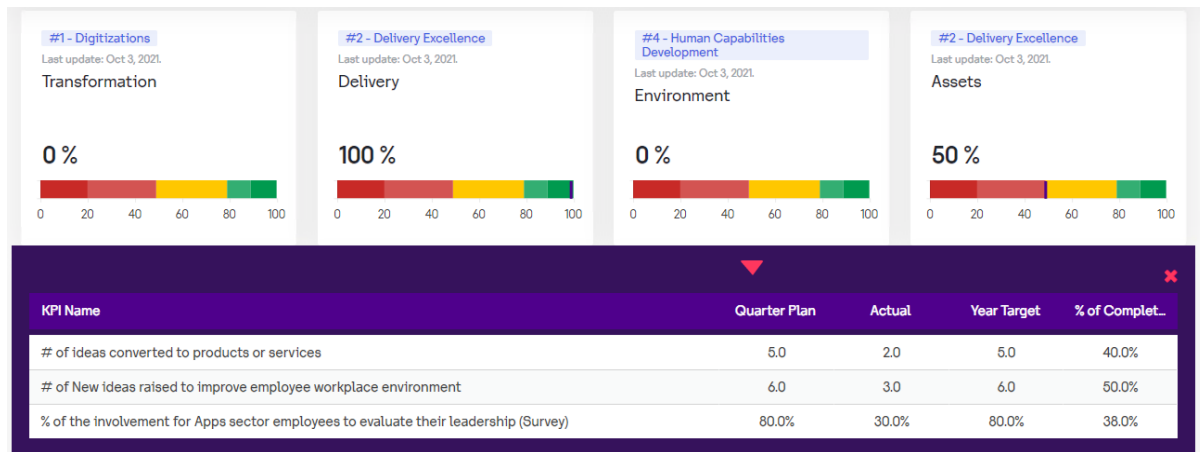 #1 - Digitizations
Last update: Oct 3, 2021.
Transformation
0 %
0 20 40 60 80 100
#2 - Delivery Excellence
Last update: Oct 3, 2021.
Delivery
100 %
0 20 40 60 80 100
#4 - Human Capabilities
Development
Last update: Oct 3, 2021.
Environment
0 %
0 20 40 60 80 100
#2 - Delivery Excellence
Last update: Oct 3, 2021.
Assets
50 %
0 20 40 60 80 100
KPI Name Quarter Plan Actual Year Target % of Complet...
# of ideas converted to products or services 5.0 2.0 5.0 40.0%
# of New ideas raised to improve employee workplace environment 6.0 3.0 6.0 50.0%
% of the involvement for Apps sector employees to evaluate their leadership (Survey) 80.0% 30.0% 80.0% 38.0%